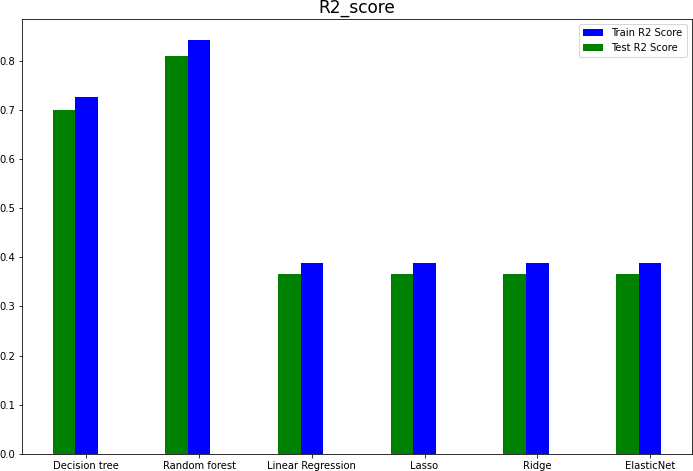 R2_score
Train R2 Score
Test R2 Score
0.8
0.7
0.6
0.5
0.4
0.3
0.2
0.1
0.0
Decision tree Random forest Linear Regression Lasso Ridge ElasticNet